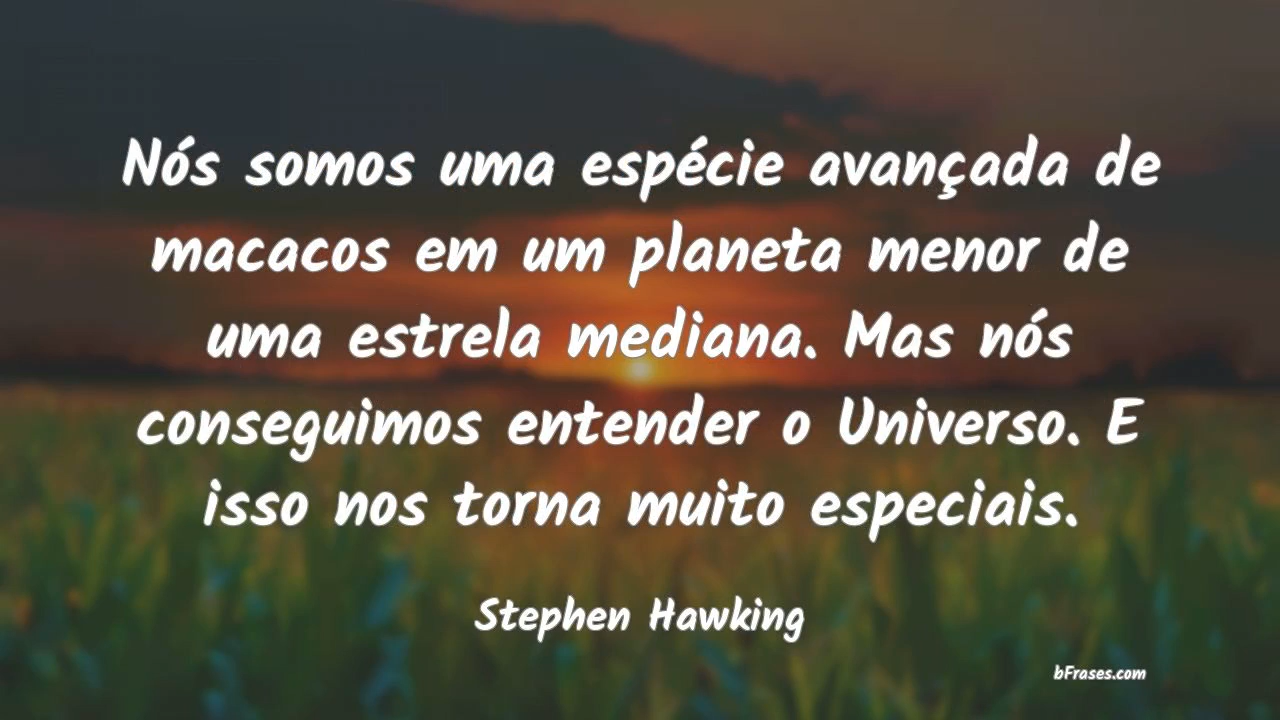 Nós somos uma espécie avançada de
macacos em um planeta menor de
uma estrela mediana. Mas nós
conseguimos entender o Universo. E
isso nos torna muito especiais.
Stephen Hawking
bFrases.com